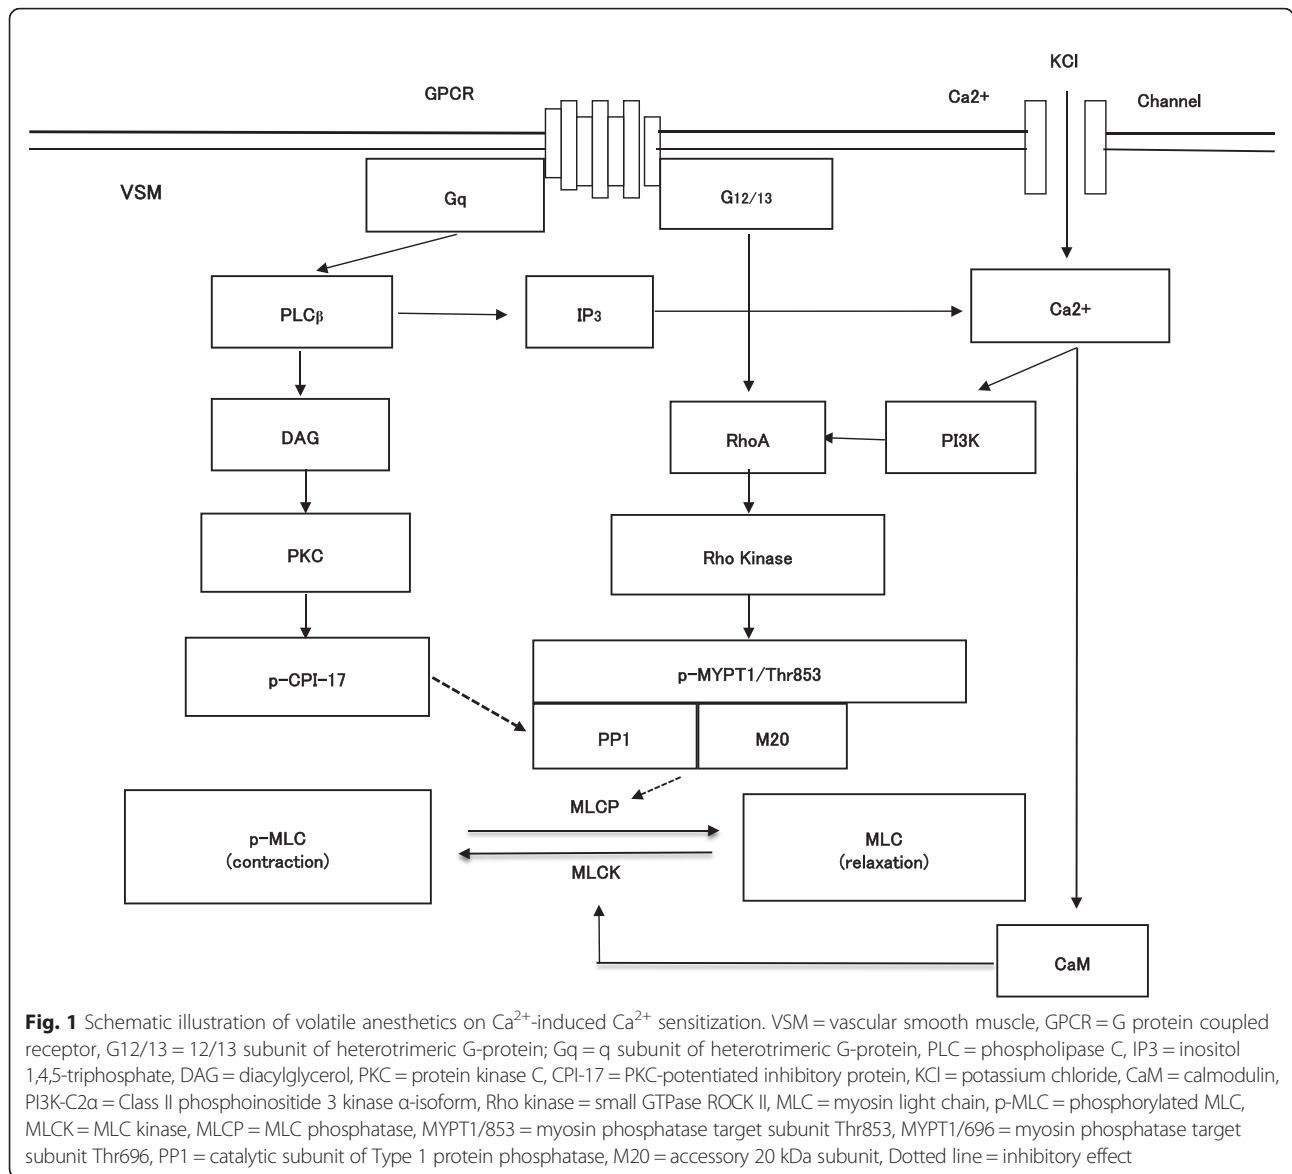 KCl
GPCR
Ca2+
Channel
VSM
Gq
G12/13
PLCβ
IP3
Ca2+
DAG
RhoA
PI3K
PKC
Rho Kinase
p-CPI-17
p-MYPT1/Thr853
PP1
M20
MLCP
p-MLC
(contraction)
MLC
(relaxation)
MLCK
CaM
Fig. 1 Schematic illustration of volatile anesthetics on Ca2+-induced Ca2+ sensitization. VSM = vascular smooth muscle, GPCR = G protein coupled
receptor, G12/13 = 12/13 subunit of heterotrimeric G-protein; Gq = q subunit of heterotrimeric G-protein, PLC = phospholipase C, IP3 = inositol
1,4,5-triphosphate, DAG = diacylglycerol, PKC = protein kinase C, CPI-17 = PKC-potentiated inhibitory protein, KCl = potassium chloride, CaM = calmodulin,
PI3K-C2α = Class II phosphoinositide 3 kinase α-isoform, Rho kinase = small GTPase ROCK II, MLC = myosin light chain, p-MLC = phosphorylated MLC,
MLCK = MLC kinase, MLCP = MLC phosphatase, MYPT1/853 = myosin phosphatase target subunit Thr853, MYPT1/696 = myosin phosphatase target
subunit Thr696, PP1 = catalytic subunit of Type 1 protein phosphatase, M20 = accessory 20 kDa subunit, Dotted line = inhibitory effect